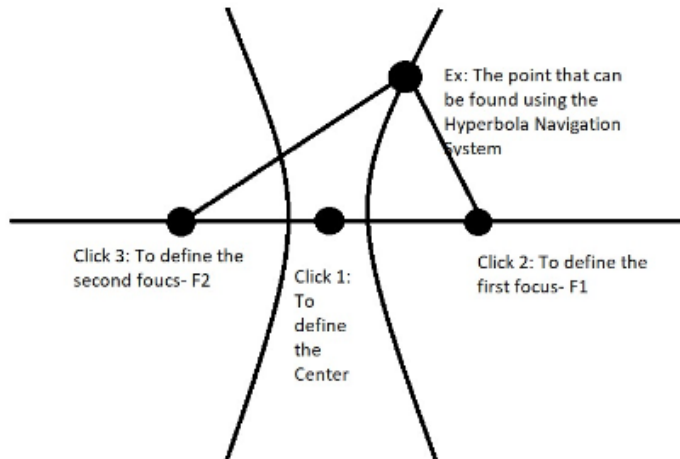 Ex: The point that can
be found using the
Hyperbola Navigation
System
Click 3: To define the
second foucs- F2
Click 1:
To
define
the
Center
Click 2: To define the
first focus- F1